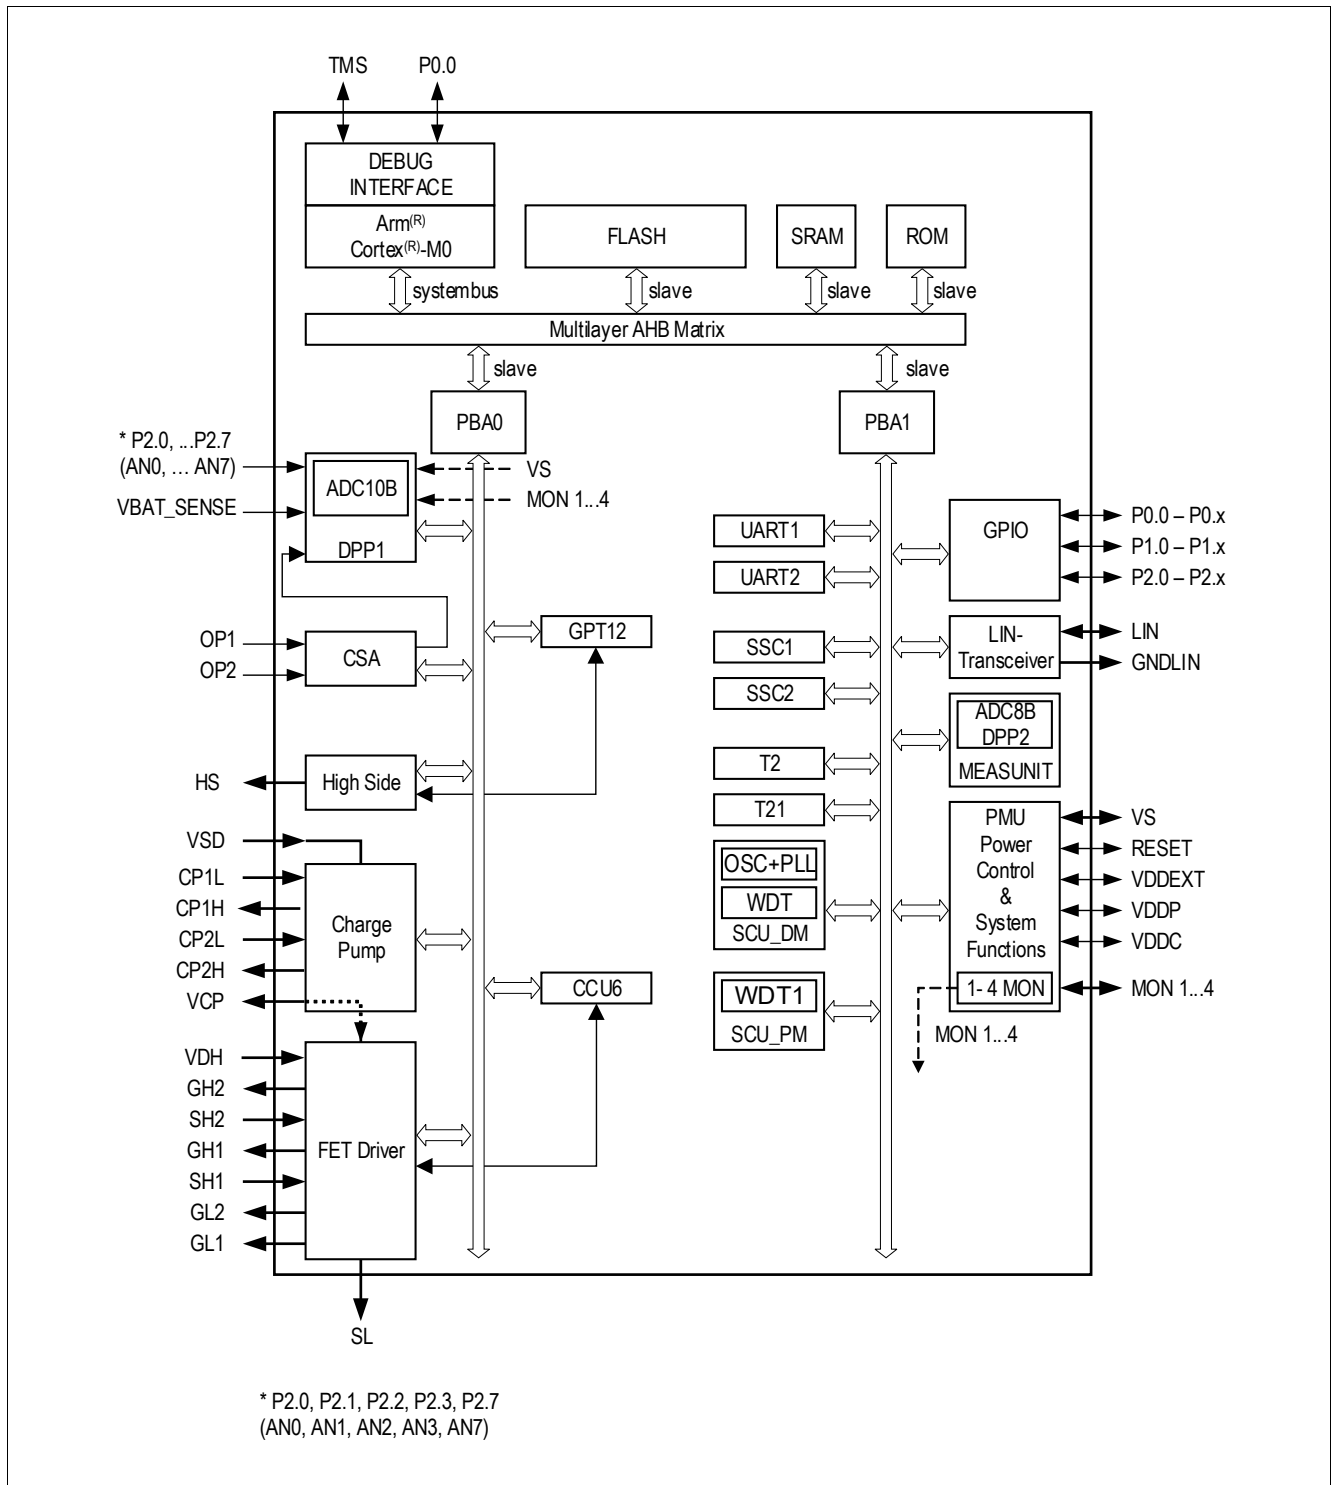 TMS
P0.0
DEBUG
INTERFACE
Arm(R)
Cortex(R)-M0
FLASH
SRAM
ROM
systembus
slave
slave
slave
Multilayer AHB Matrix
slave
slave
PBA0
PBA1
* P2.0, ...P2.7
(AN0, … AN7)
VBAT_SENSE
ADC10B
DPP1
VS
MON 1...4
OP1
OP2
CSA
GPT12
HS
High Side
VSD
CP1L
CP1H
CP2L
CP2H
VCP
Charge
Pump
CCU6
VDH
GH2
SH2
GH1
SH1
GL2
GL1
FET Driver
SL
UART1
UART2
SSC1
SSC2
T2
T21
OSC+PLL
WDT
SCU_DM
WDT1
SCU_PM
GPIO
P0.0 – P0.x
P1.0 – P1.x
P2.0 – P2.x
LIN-
Transceiver
LIN
GNDLIN
ADC8B
DPP2
MEASUNIT
PMU
Power
Control
&
System
Functions
1- 4 MON
VS
RESET
VDDEXT
VDDP
VDDC
MON 1...4
MON 1...4
* P2.0, P2.1, P2.2, P2.3, P2.7
(AN0, AN1, AN2, AN3, AN7)